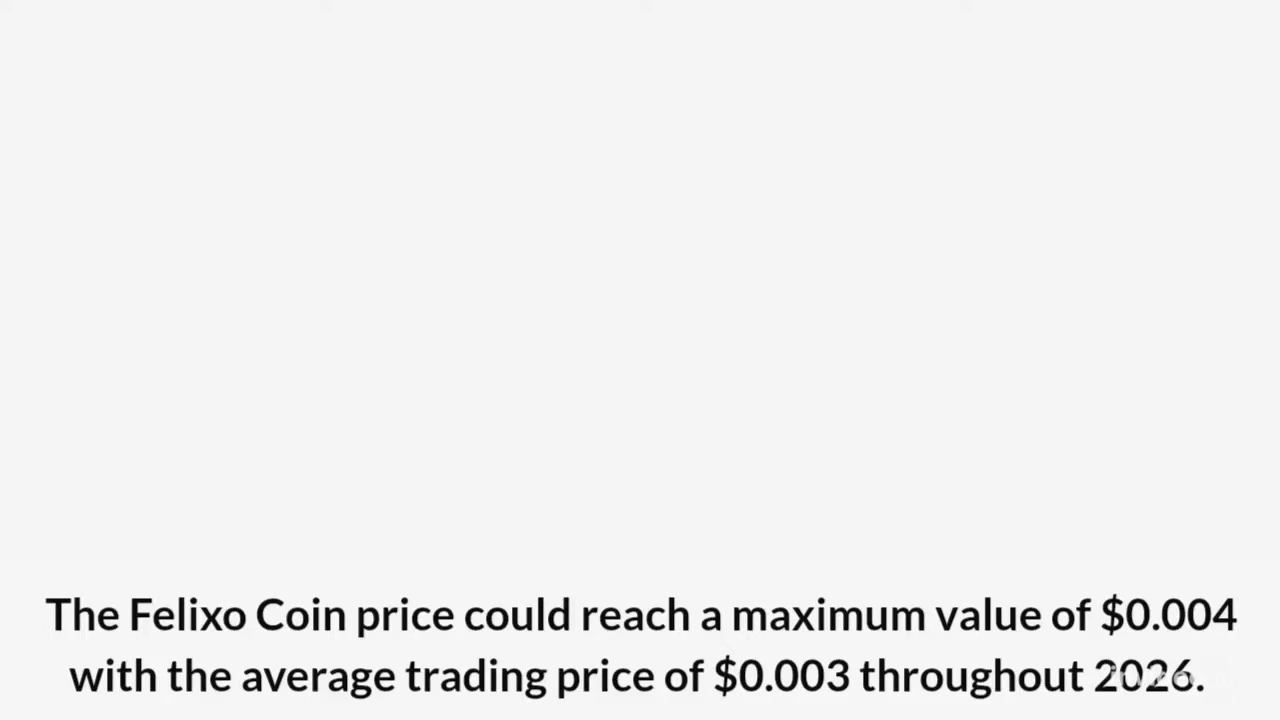 The Felixo Coin price could reach a maximum value of $0.004
with the average trading price of $0.003 throughout 2026.